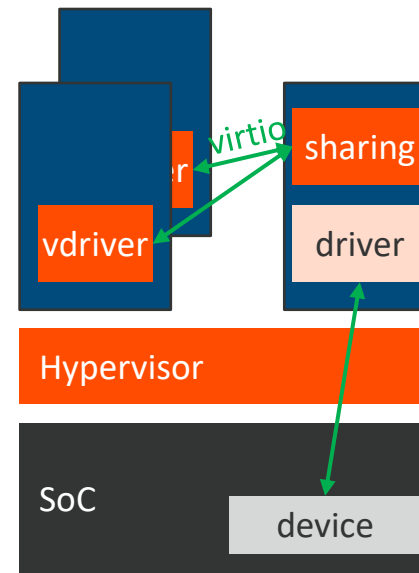 virtio
sharing
vdriver
driver
Hypervisor
SoC
device